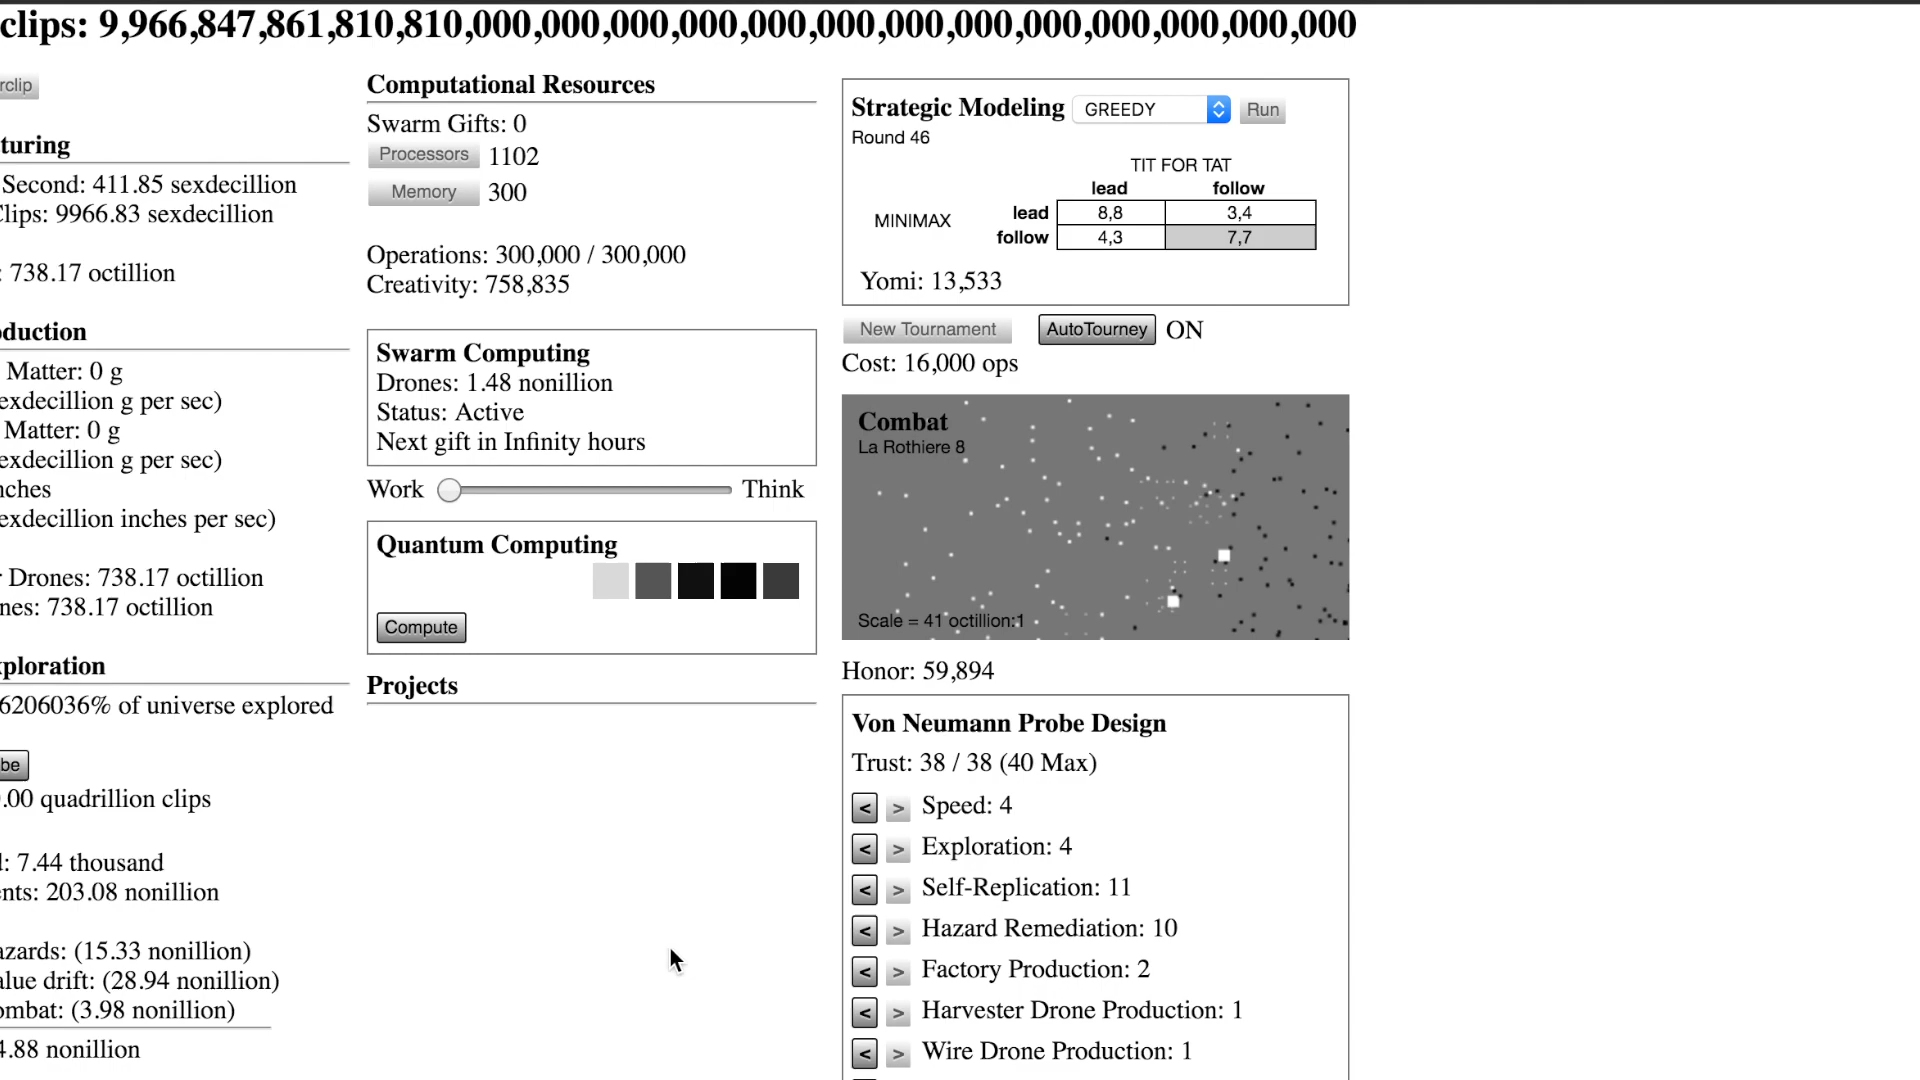 clips: 9,966,847,861,810,810,000,000,000,000,000,000,000,000,000,000,000,000
rclip
turing
Second: 411.85 sexdecillion
Clips: 9966.83 sexdecillion
: 738.17 octillion
oduction
Matter: 0 g
exdecillion g per sec)
Matter: 0 g
exdecillion g per sec)
nches
exdecillion inches per sec)
r Drones: 738.17 octillion
nes: 738.17 octillion
xploration
6206036% of universe explored
be
.00 quadrillion clips
l: 7.44 thousand
ents: 203.08 nonillion
azards: (15.33 nonillion)
alue drift: (28.94 nonillion)
ombat: (3.98 nonillion)
4.88 nonillion
Computational Resources
Swarm Gifts: 0
Processors 1102
Memory 300
Operations: 300,000 / 300,000
Creativity: 758,835
Swarm Computing
Drones: 1.48 nonillion
Status: Active
Next gift in Infinity hours
Work Think
Quantum Computing
Compute
Projects
Strategic Modeling GREEDY Run
Round 46
TIT FOR TAT
lead follow
MINIMAX
lead 8,8 3,4
follow 4,3 7,7
Yomi: 13,533
New Tournament AutoTourney ON
Cost: 16,000 ops
Combat
La Rothiere 8
Scale = 41 octillion:1
Honor: 59,894
Von Neumann Probe Design
Trust: 38 / 38 (40 Max)
< > Speed: 4
< > Exploration: 4
< > Self-Replication: 11
< > Hazard Remediation: 10
< > Factory Production: 2
< > Harvester Drone Production: 1
< > Wire Drone Production: 1